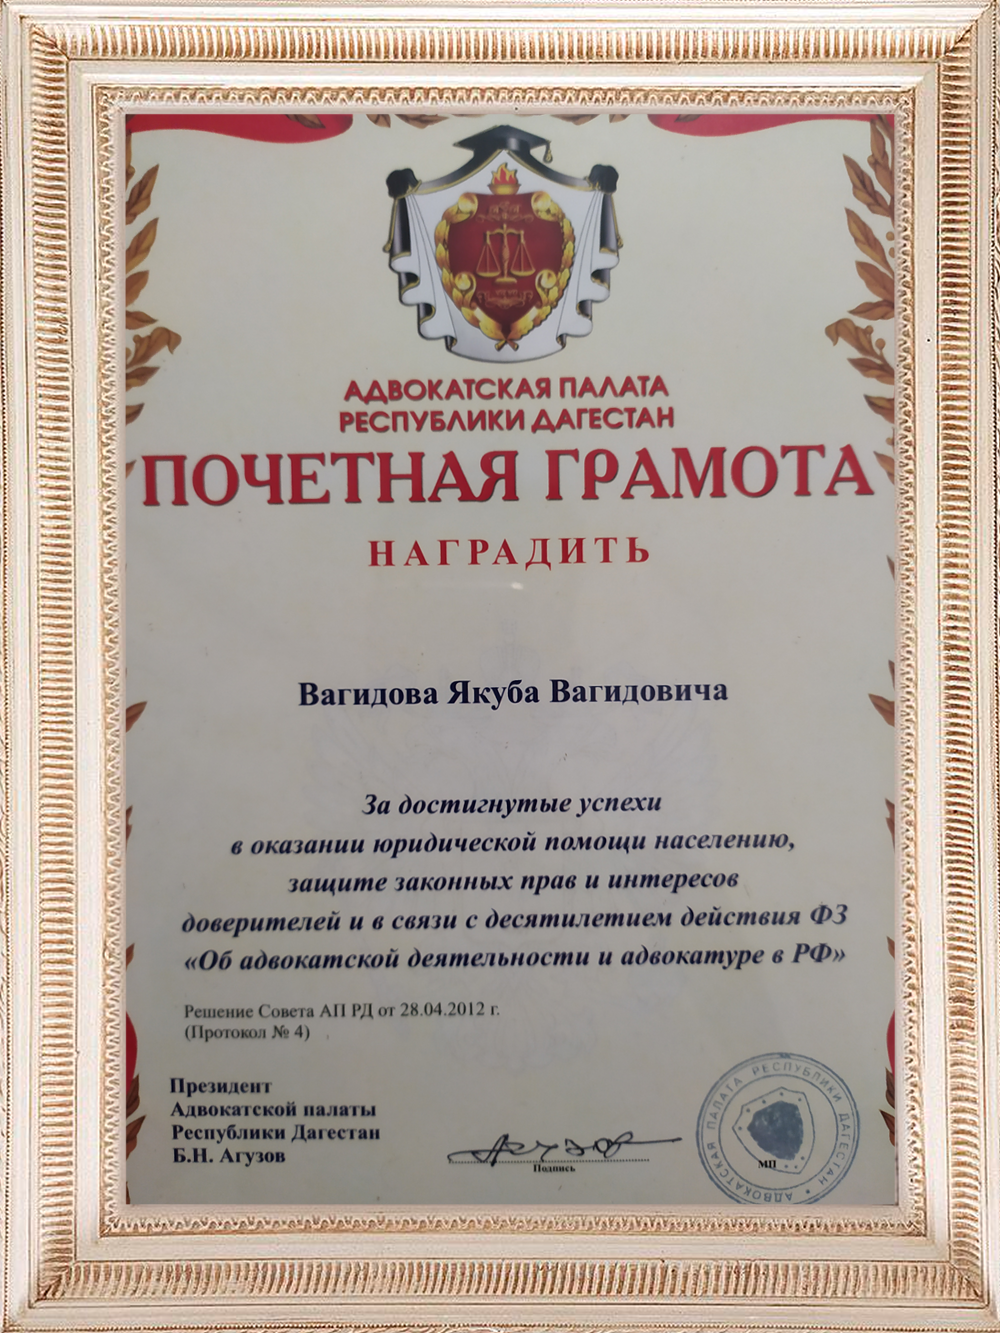 АДВОКАТСКАЯ ПАЛАТА
РЕСПУБЛИКИ ДАГЕСТАН
ПОЧЕТНАЯ ГРАМОТА
НАГРАДИТЬ
Вагидова Якуба Вагидовича
За достигнутые успехи
в оказании юридической помощи населению,
защите законных прав и интересов
доверителей и в связи с десятилетием действия ФЗ
«Об адвокатской деятельности и адвокатуре в РФ»
Решение Совета АП РД от 28.04.2012 г.
(Протокол № 4)
Президент
Адвокатской палаты
Республики Дагестан
Б.Н. Агузов
Подпись
МП
АДВОКАТСКАЯ ПАЛАТА РЕСПУБЛИКИ ДАГЕСТАН